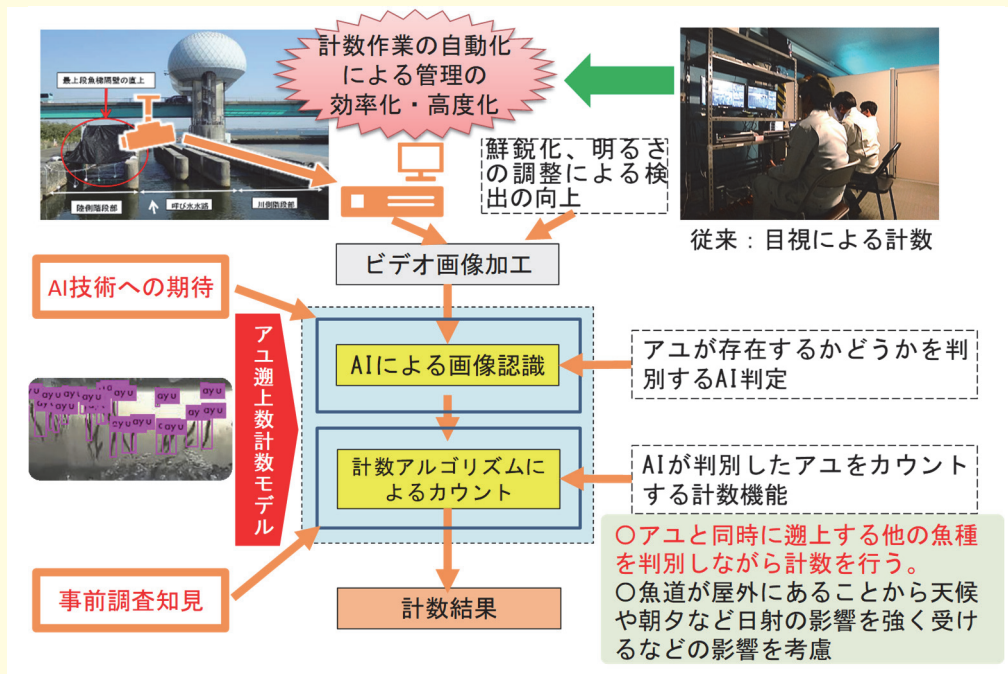 計数作業の自動化
による管理の
効率化・高度化
最上段魚梯隔壁の直上
陸側階段部
呼び水水路
川側階段部
鮮鋭化、明るさ
の調整による検
出の向上
従来：目視による計数
ビデオ画像加工
AI技術への期待
アユ遡上数計数モデル
AIによる画像認識
アユが存在するかどうかを判
別するAI判定
ayu
ayu
ayu
ayu
ayu
ayu
ayu
ayu
計数アルゴリズムに
よるカウント
AIが判別したアユをカウント
する計数機能
〇アユと同時に遡上する他の魚種
を判別しながら計数を行う。
〇魚道が屋外にあることから天候
や朝夕など日射の影響を強く受け
るなどの影響を考慮
事前調査知見
計数結果